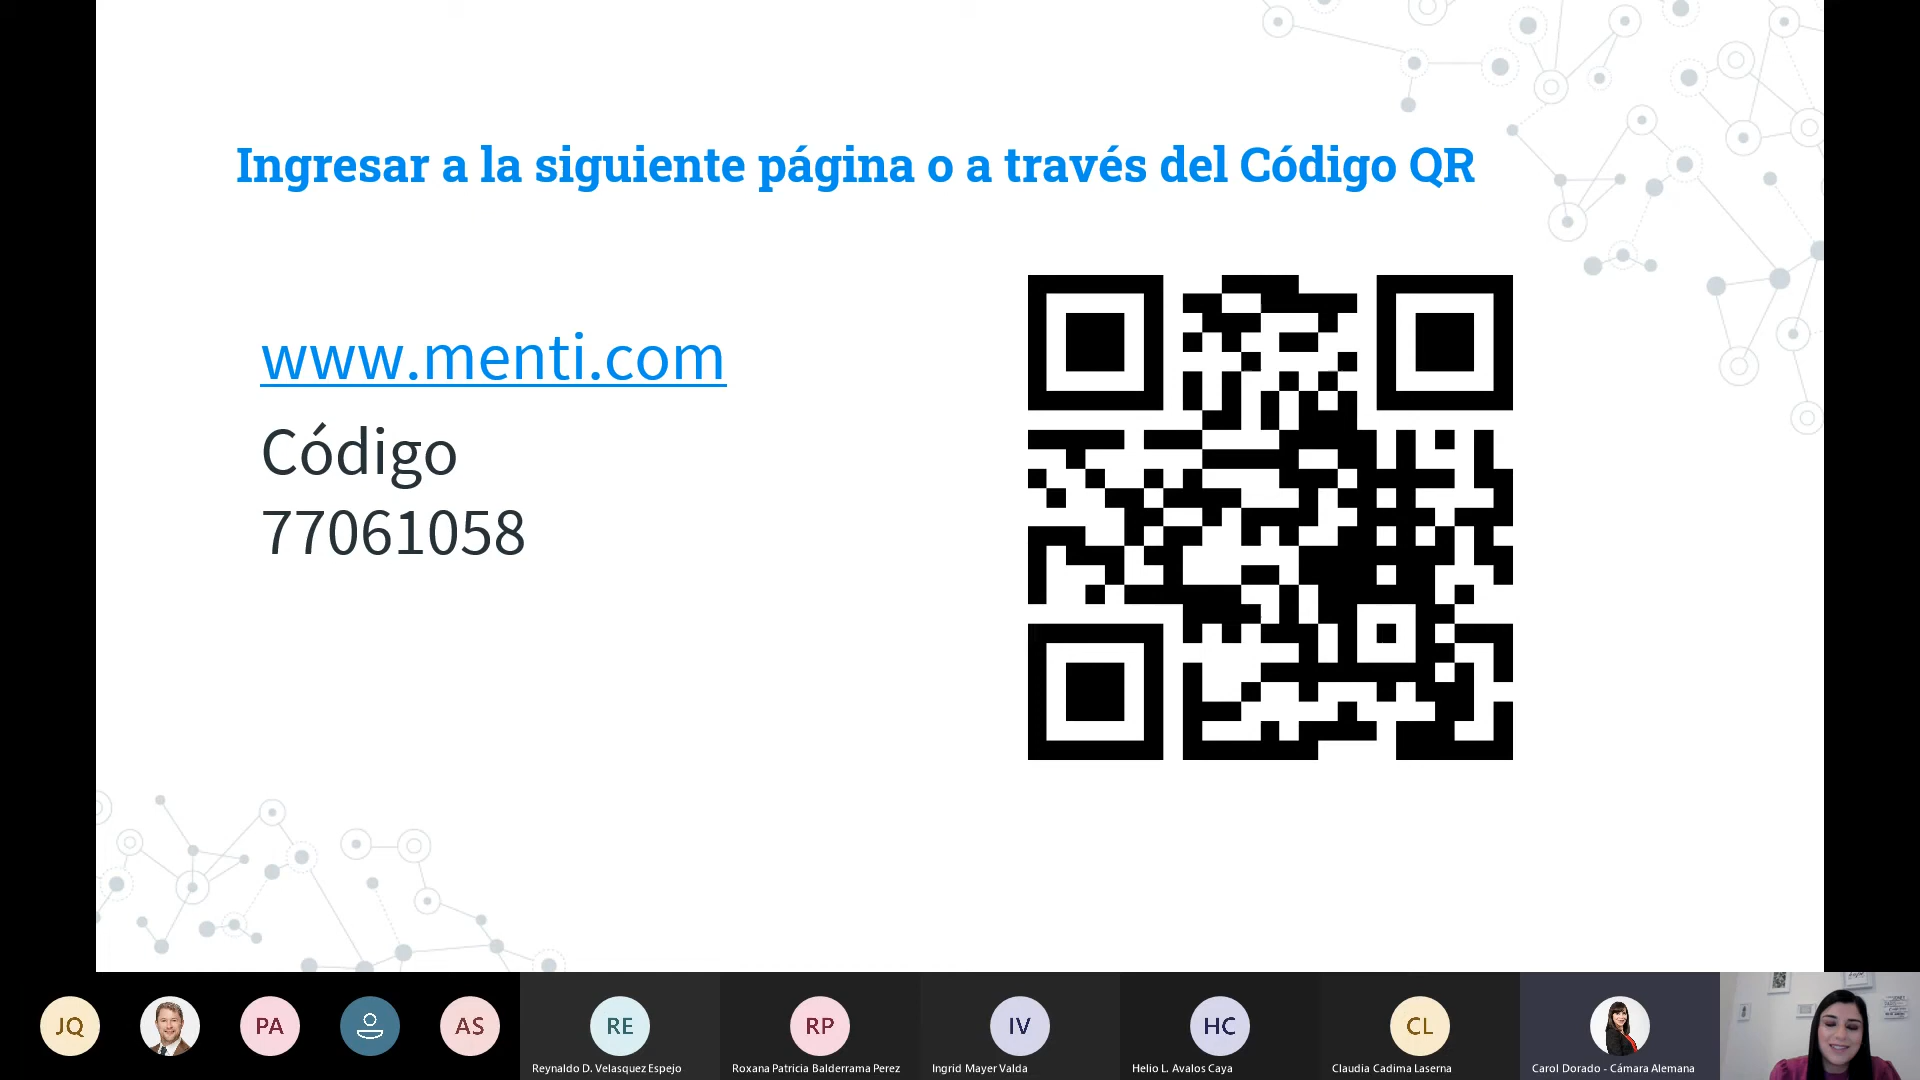 Ingresar a la siguiente página o a través del Código QR
www.menti.com
Código
77061058
JQ
PA
AS
RE
RP
IV
HC
CL
Reynaldo D. Velasquez Espejo
Roxana Patricia Balderrama Perez
Ingrid Mayer Valda
Helio L. Avalos Caya
Claudia Cadima Laserna
Carol Dorado - Cámara Alemana